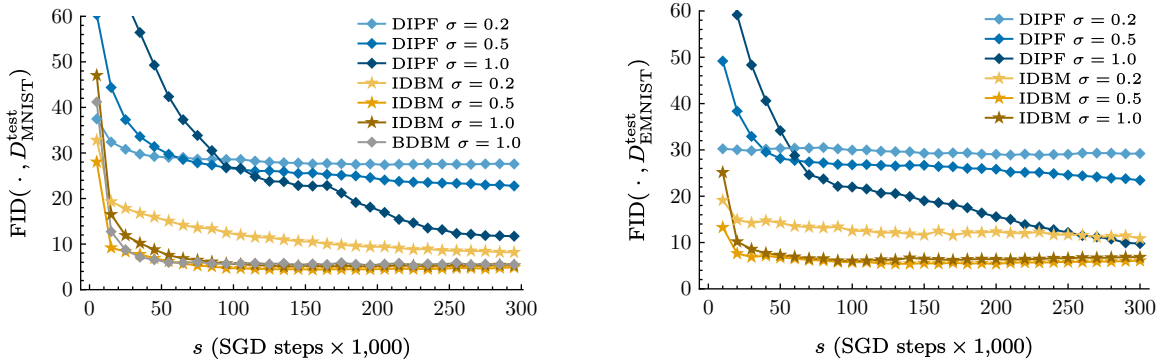 FID( · , D^test_MNIST)
60
50
40
30
20
10
0
0 50 100 150 200 250 300
s (SGD steps × 1,000)
DIPF σ = 0.2
DIPF σ = 0.5
DIPF σ = 1.0
IDBM σ = 0.2
IDBM σ = 0.5
IDBM σ = 1.0
BDBM σ = 1.0
FID( · , D^test_EMNIST)
60
50
40
30
20
10
0
0 50 100 150 200 250 300
s (SGD steps × 1,000)
DIPF σ = 0.2
DIPF σ = 0.5
DIPF σ = 1.0
IDBM σ = 0.2
IDBM σ = 0.5
IDBM σ = 1.0